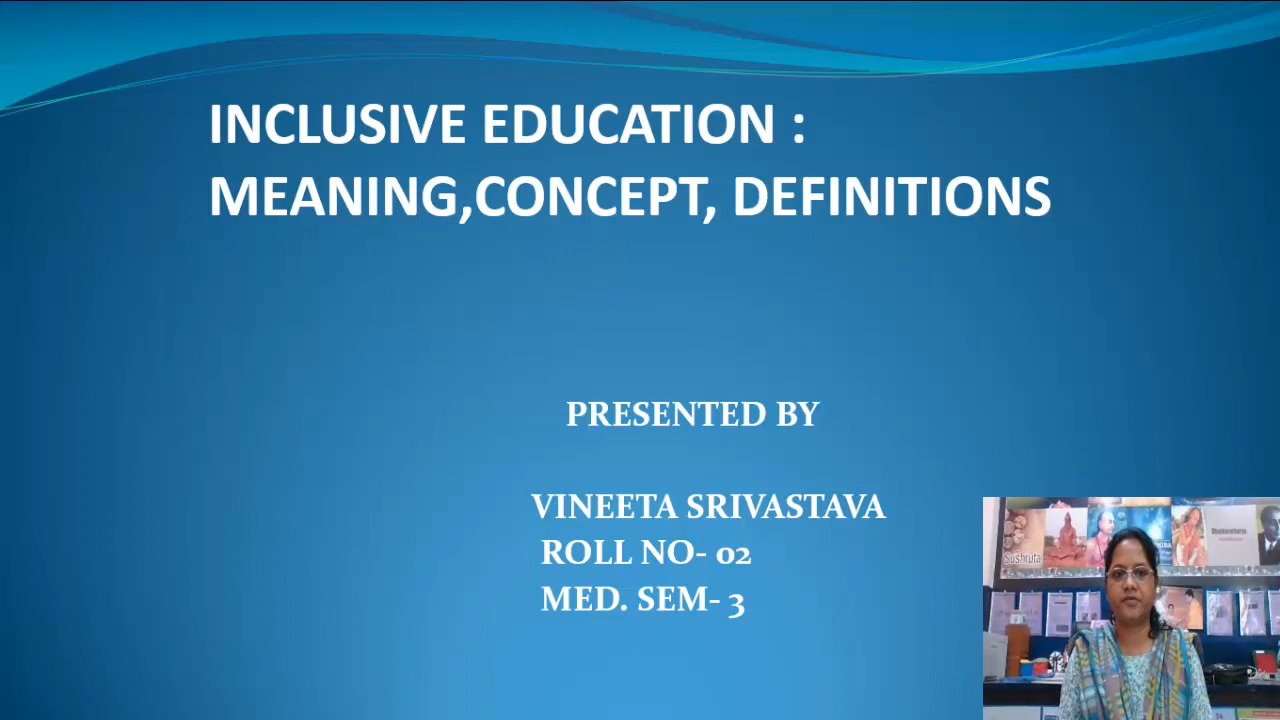 INCLUSIVE EDUCATION :
MEANING,CONCEPT, DEFINITIONS
PRESENTED BY
VINEETA SRIVASTAVA
ROLL NO- 02
MED. SEM- 3
Sushruta